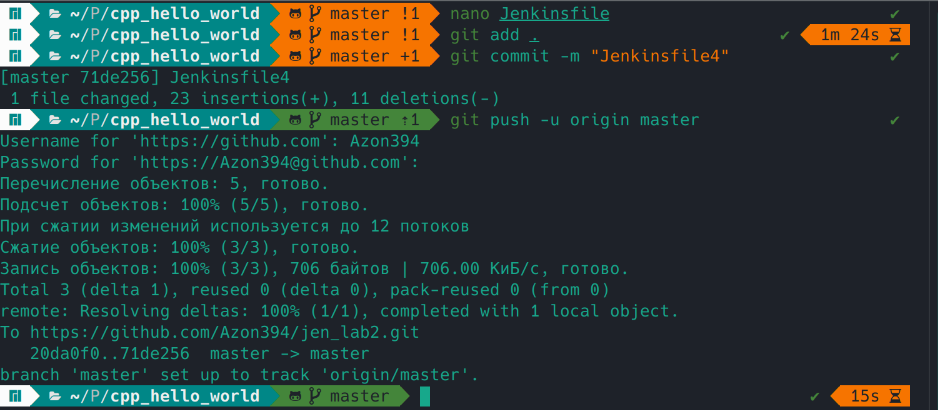 ~/P/cpp_hello_world master !1 nano Jenkinsfile ✔
~/P/cpp_hello_world master !1 git add . ✔ 1m 24s
~/P/cpp_hello_world master +1 git commit -m "Jenkinsfile4" ✔
[master 71de256] Jenkinsfile4
1 file changed, 23 insertions(+), 11 deletions(-)
~/P/cpp_hello_world master ⇡1 git push -u origin master ✔
Username for 'https://github.com': Azon394
Password for 'https://Azon394@github.com':
Перечисление объектов: 5, готово.
Подсчет объектов: 100% (5/5), готово.
При сжатии изменений используется до 12 потоков
Сжатие объектов: 100% (3/3), готово.
Запись объектов: 100% (3/3), 706 байтов | 706.00 КиБ/с, готово.
Total 3 (delta 1), reused 0 (delta 0), pack-reused 0 (from 0)
remote: Resolving deltas: 100% (1/1), completed with 1 local object.
To https://github.com/Azon394/jen_lab2.git
20da0f0..71de256 master -> master
branch 'master' set up to track 'origin/master'.
~/P/cpp_hello_world master ✔ 15s